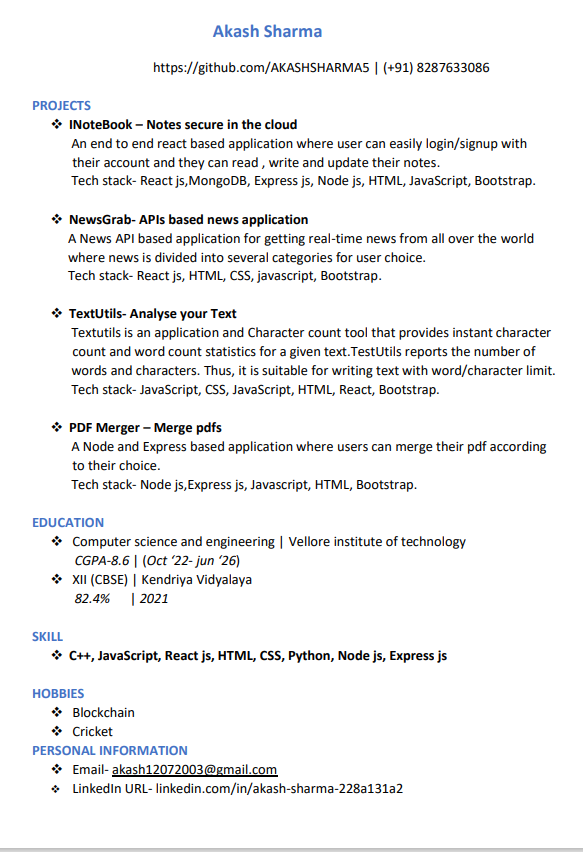 Akash Sharma
https://github.com/AKASHSHARMA5 | (+91) 8287633086
PROJECTS
❖ INoteBook – Notes secure in the cloud
An end to end react based application where user can easily login/signup with
their account and they can read , write and update their notes.
Tech stack- React js,MongoDB, Express js, Node js, HTML, JavaScript, Bootstrap.
❖ NewsGrab- APIs based news application
A News API based application for getting real-time news from all over the world
where news is divided into several categories for user choice.
Tech stack- React js, HTML, CSS, javascript, Bootstrap.
❖ TextUtils- Analyse your Text
Textutils is an application and Character count tool that provides instant character
count and word count statistics for a given text.TestUtils reports the number of
words and characters. Thus, it is suitable for writing text with word/character limit.
Tech stack- JavaScript, CSS, JavaScript, HTML, React, Bootstrap.
❖ PDF Merger – Merge pdfs
A Node and Express based application where users can merge their pdf according
to their choice.
Tech stack- Node js,Express js, Javascript, HTML, Bootstrap.
EDUCATION
❖ Computer science and engineering | Vellore institute of technology
CGPA-8.6 | (Oct ‘22- jun ‘26)
❖ XII (CBSE) | Kendriya Vidyalaya
82.4% | 2021
SKILL
❖ C++, JavaScript, React js, HTML, CSS, Python, Node js, Express js
HOBBIES
❖ Blockchain
❖ Cricket
PERSONAL INFORMATION
❖ Email- akash12072003@gmail.com
❖ LinkedIn URL- linkedin.com/in/akash-sharma-228a131a2